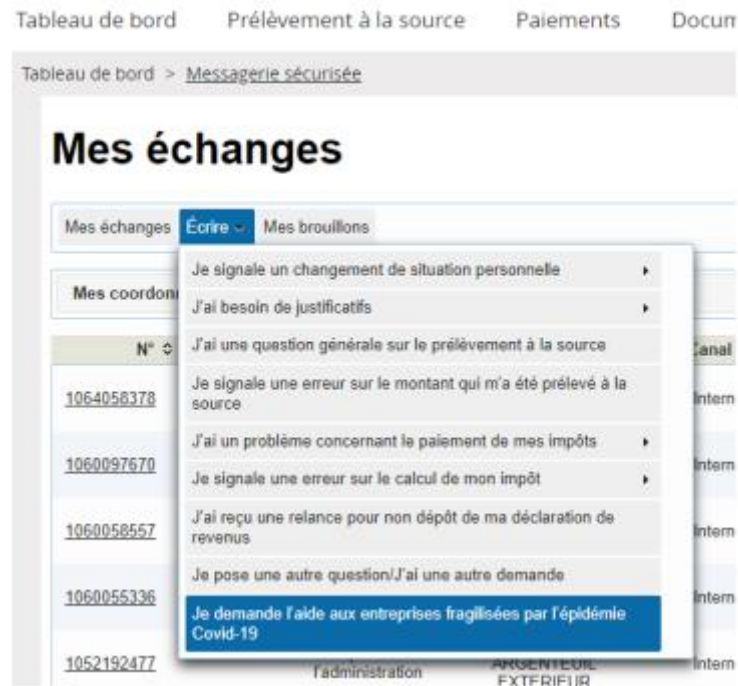 Tableau de bord Prélèvement à la source Paiements Docum
Tableau de bord > Messagerie sécurisée
Mes échanges
Mes échanges Écrire Mes brouillons
Mes coordon
Je signale un changement de situation personnelle
J'ai besoin de justificatifs
J'ai une question générale sur le prélèvement à la source
Je signale une erreur sur le montant qui m'a été prélevé à la
source
J'ai un problème concernant le paiement de mes impôts
Je signale une erreur sur le calcul de mon impôt
J'ai reçu une relance pour non dépôt de ma déclaration de
revenus
Je pose une autre question/J'ai une autre demande
Je demande l'aide aux entreprises fragilisées par l'épidémie
Covid-19
N° Canal
1064058378 Intern
1060097670 Intern
1060058557 Intern
1060055336 Intern
1052192477 l'administration ARGENTEUIL Intern
EXTERIEUR